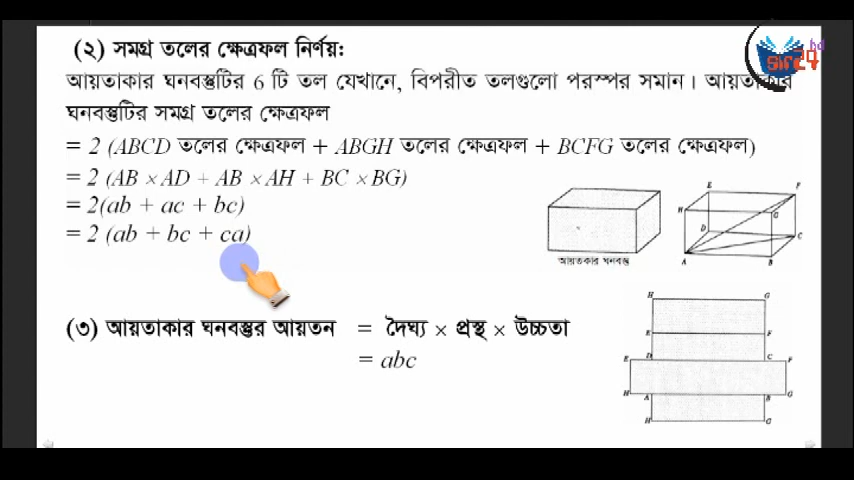 (২) সমগ্র তলের ক্ষেত্রফল নির্ণয়:
আয়তাকার ঘনবস্তুটির 6 টি তল যেখানে, বিপরীত তলগুলো পরস্পর সমান। আয়তাকার
ঘনবস্তুটির সমগ্র তলের ক্ষেত্রফল
= 2 (ABCD তলের ক্ষেত্রফল + ABGH তলের ক্ষেত্রফল + BCFG তলের ক্ষেত্রফল)
= 2 (AB × AD + AB × AH + BC × BG)
= 2(ab + ac + bc)
= 2 (ab + bc + ca)
(৩) আয়তাকার ঘনবস্তুর আয়তন = দৈর্ঘ্য × প্রস্থ × উচ্চতা
= abc
sir24
bd
E F
H G
D C
A B
আয়তাকার ঘনবস্তু
H G
E F
E D C F
H A B G
H G